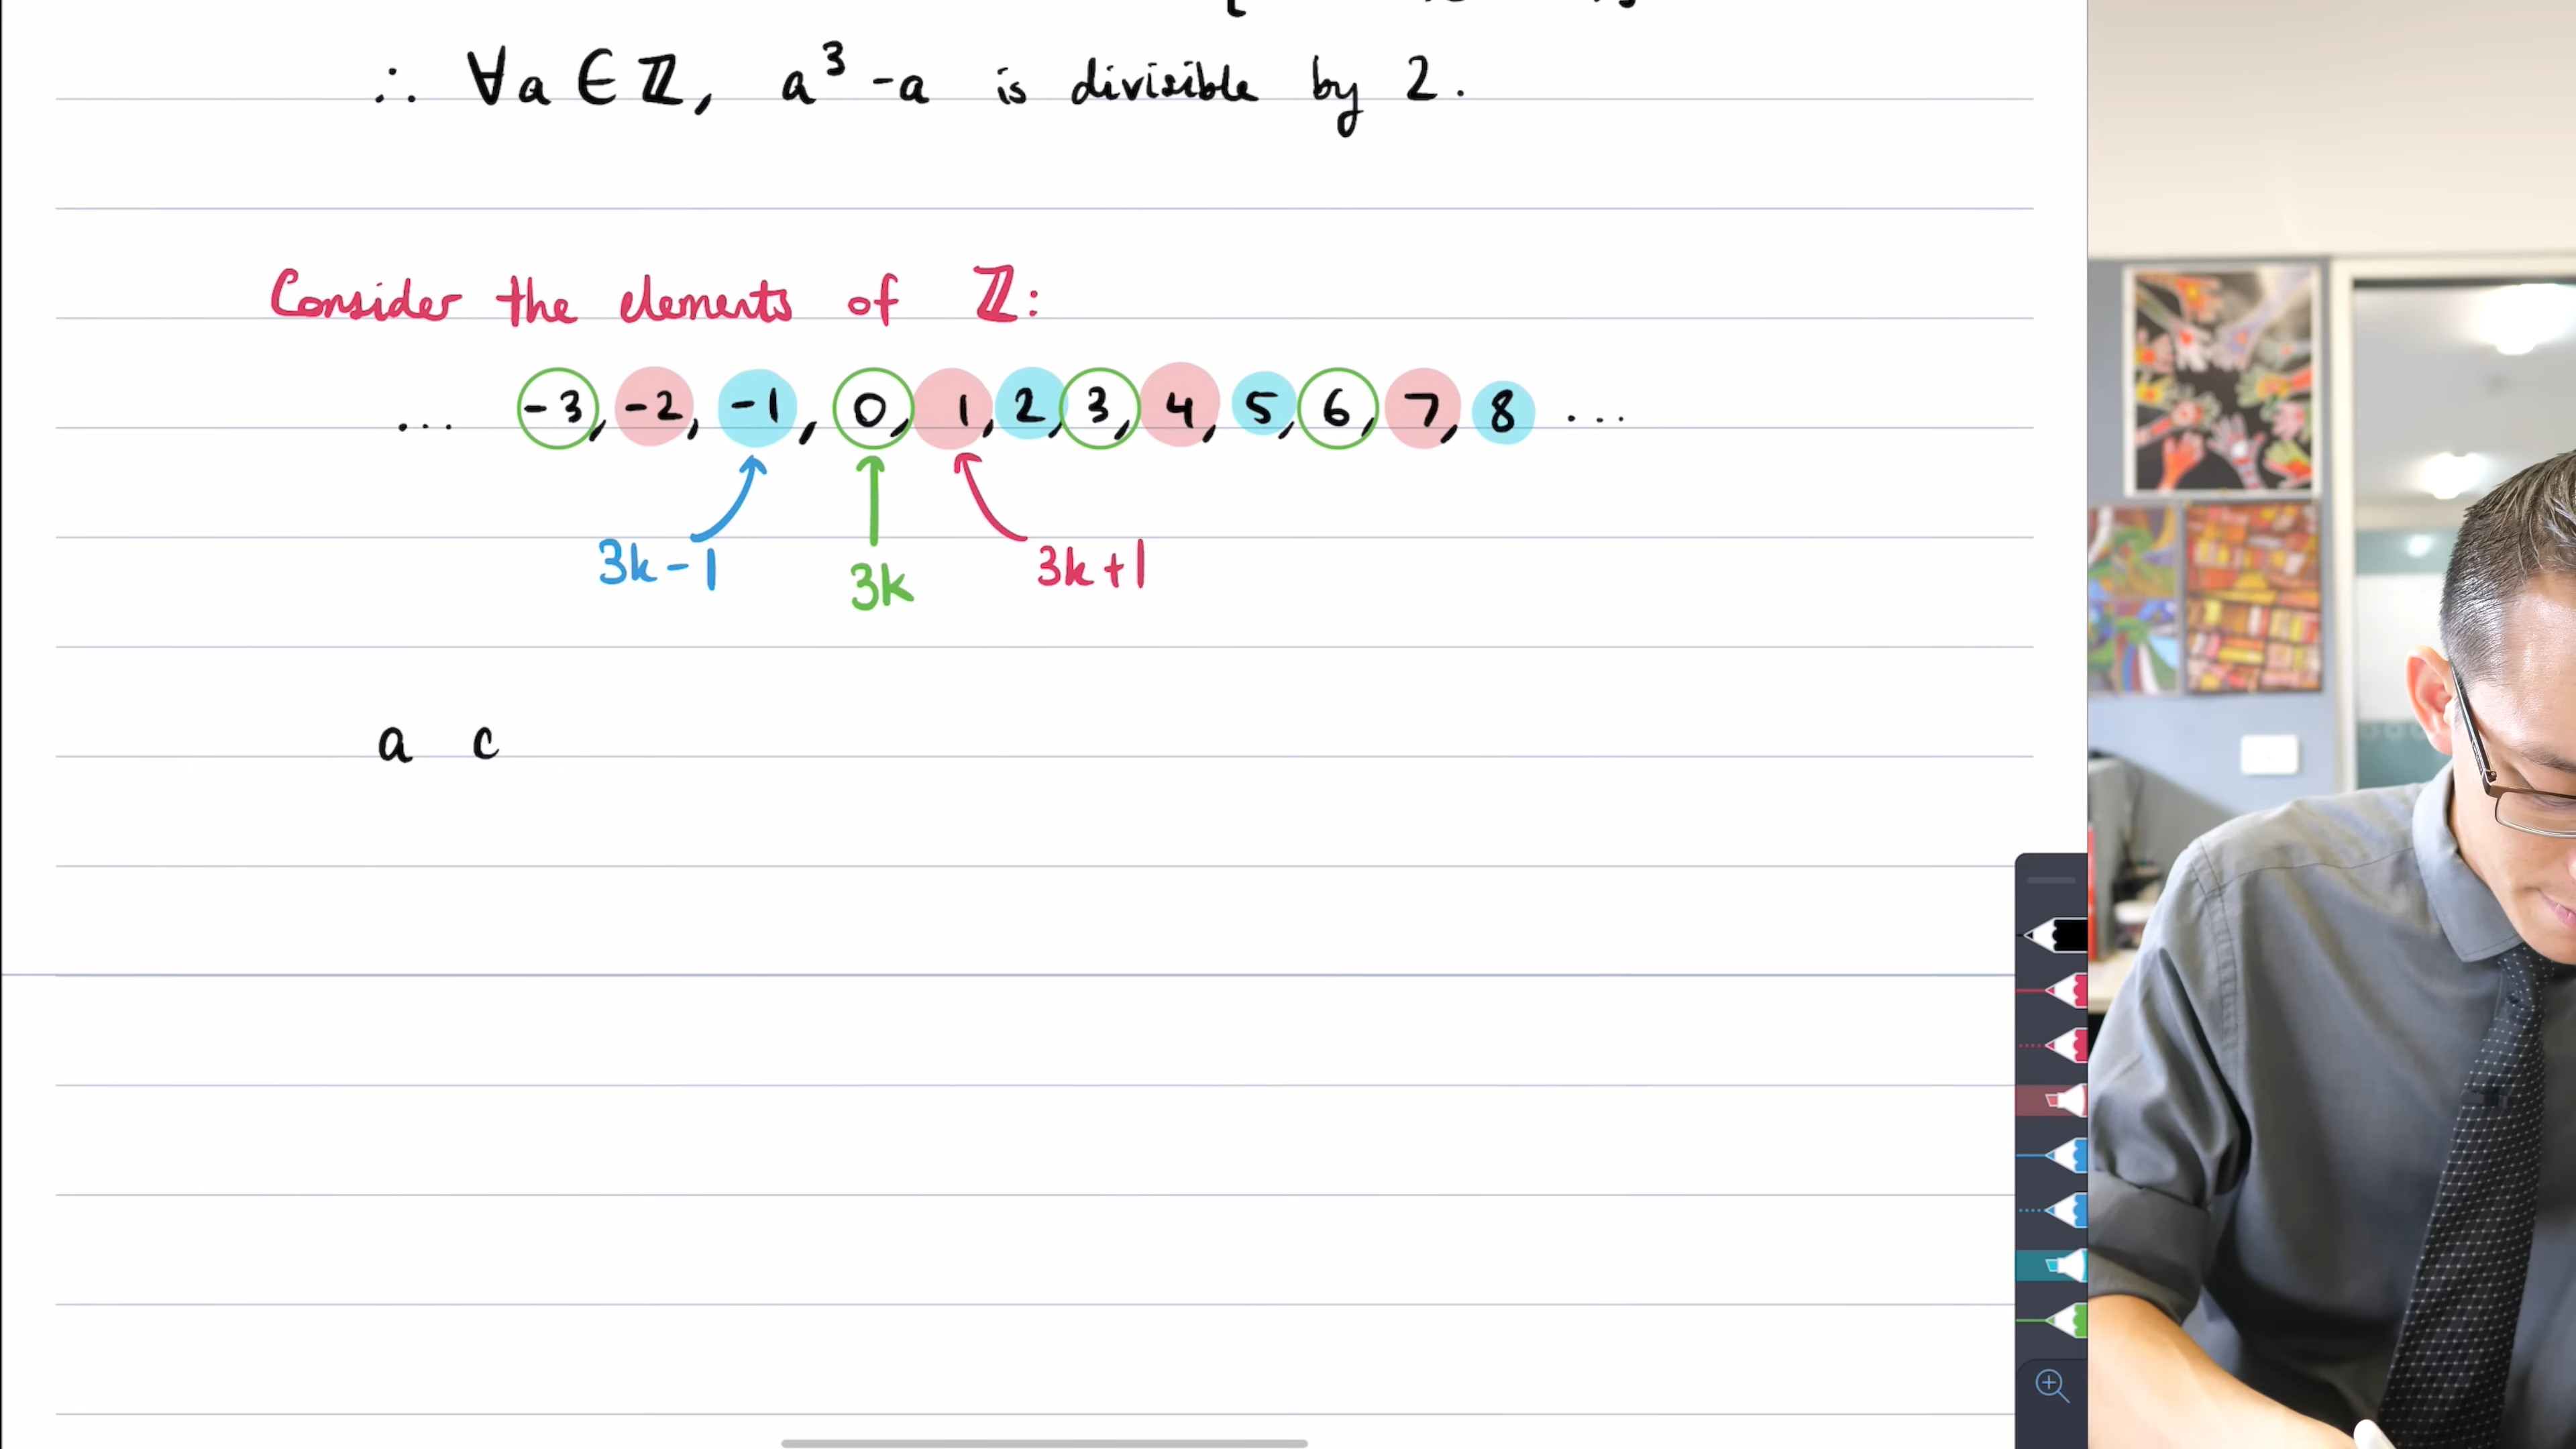 ∴ ∀a ∈ ℤ, a³ -a is divisible by 2.
Consider the elements of ℤ:
... -3, -2, -1, 0, 1, 2, 3, 4, 5, 6, 7, 8 ...
3k-1 3k 3k+1
a c